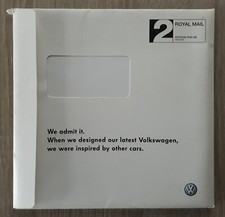 2
ROYAL MAIL
We admit it.
When we designed our latest Volkswagen,
we were inspired by other cars.